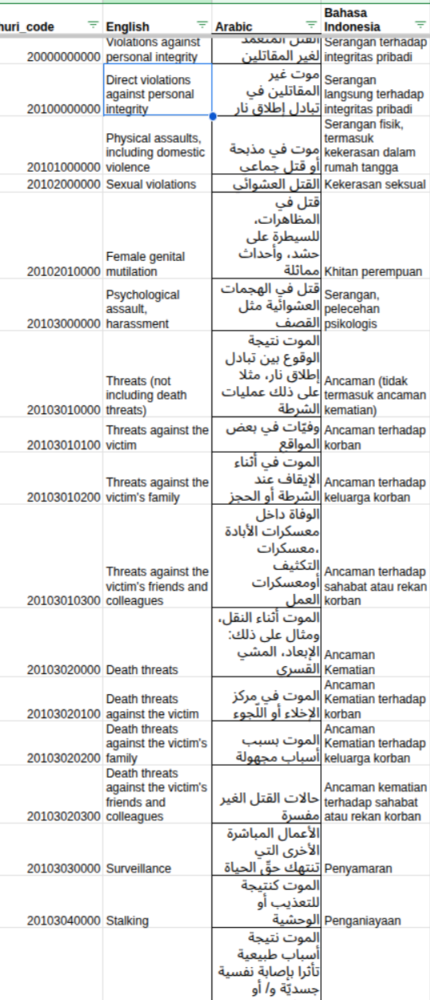 huri_code English Arabic Bahasa
Indonesia
20000000000
Violations against
personal integrity
القتل المتعمد
لغير المقاتلين
Serangan terhadap
integritas pribadi
20100000000
Direct violations
against personal
integrity
موت غير
المقاتلين في
تبادل إطلاق نار
Serangan
langsung terhadap
integritas pribadi
20101000000
Physical assaults,
including domestic
violence
موت في مذبحة
أو قتل جماعي
Serangan fisik,
termasuk
kekerasan dalam
rumah tangga
20102000000
Sexual violations
القتل العشوائي
Kekerasan seksual
20102010000
Female genital
mutilation
قتل في
المظاهرات،
للسيطرة على
حشد، وأحداث
مماثلة
Khitan perempuan
20103000000
Psychological
assault,
harassment
قتل في الهجمات
العشوائية مثل
القصف
Serangan,
pelecehan
psikologis
20103010000
Threats (not
including death
threats)
الموت نتيجة
الوقوع بين تبادل
إطلاق نار، مثلا
على ذلك عمليات
الشرطة
Ancaman (tidak
termasuk ancaman
kematian)
20103010100
Threats against the
victim
وفيّات في بعض
المواقع
Ancaman terhadap
korban
20103010200
Threats against the
victim's family
الموت في أثناء
الإيقاف عند
الشرطة أو الحجز
Ancaman terhadap
keluarga korban
20103010300
Threats against the
victim's friends and
colleagues
الوفاة داخل
معسكرات الأبادة
،معسكرات
التكثيف
أومعسكرات
العمل
Ancaman terhadap
sahabat atau rekan
korban
20103020000
Death threats
الموت أثناء النقل،
ومثال على ذلك:
الإبعاد، المشي
القسري
Ancaman
Kematian
20103020100
Death threats
against the victim
الموت في مركز
الإخلاء أو اللّجوء
Ancaman
Kematian terhadap
korban
20103020200
Death threats
against the victim's
family
الموت بسبب
أسباب مجهولة
Ancaman
Kematian terhadap
keluarga korban
20103020300
Death threats
against the victim's
friends and
colleagues
حالات القتل الغير
مفسرة
Ancaman kematian
terhadap sahabat
atau rekan korban
20103030000
Surveillance
الأعمال المباشرة
الأخرى التي
تنتهك حقّ الحياة
Penyamaran
20103040000
Stalking
الموت كنتيجة
للتعذيب أو
الوحشية
Penganiayaan
الموت نتيجة
أسباب طبيعية
تأثرا بإصابة نفسية
جسديّة و/ أو